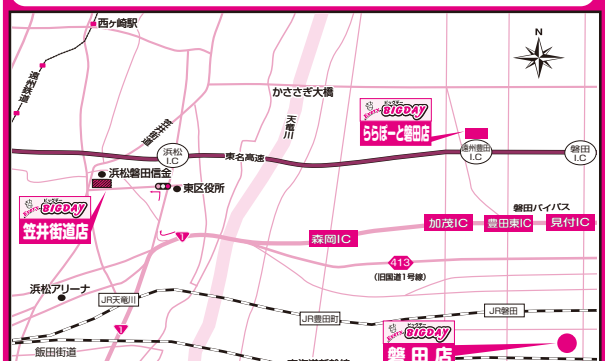 西ヶ崎駅
N
遠州鉄道
かささぎ大橋
笠井街道
天竜川
BIGDAY
ららぽーと磐田店
浜松
I.C
東名高速
遠州豊田
I.C
磐田
I.C
浜松磐田信金
東区役所
BIGDAY
笠井街道店
磐田バイパス
加茂IC
豊田東IC
見付IC
森岡IC
1
413
(旧国道1号線)
浜松アリーナ
JR天竜川
JR豊田町
JR磐田
1
BIGDAY
磐田店
飯田街道